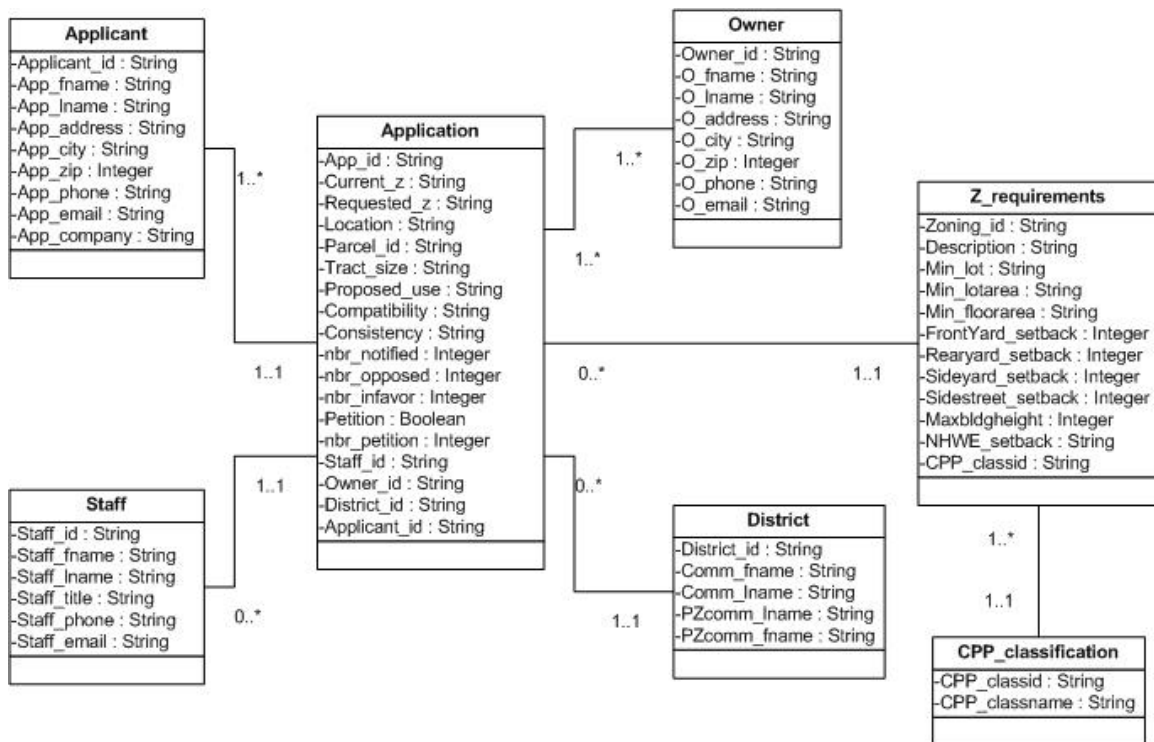 Applicant
-Applicant_id : String
-App_fname : String
-App_lname : String
-App_address : String
-App_city : String
-App_zip : Integer
-App_phone : String
-App_email : String
-App_company : String
1..*
1..1
Application
-App_id : String
-Current_z : String
-Requested_z : String
-Location : String
-Parcel_id : String
-Tract_size : String
-Proposed_use : String
-Compatibility : String
-Consistency : String
-nbr_notified : Integer
-nbr_opposed : Integer
-nbr_infavor : Integer
-Petition : Boolean
-nbr_petition : Integer
-Staff_id : String
-Owner_id : String
-District_id : String
-Applicant_id : String
Owner
-Owner_id : String
-O_fname : String
-O_lname : String
-O_address : String
-O_city : String
-O_zip : Integer
-O_phone : String
-O_email : String
1..*
1..*
Z_requirements
-Zoning_id : String
-Description : String
-Min_lot : String
-Min_lotarea : String
-Min_floorarea : String
-FrontYard_setback : Integer
-Rearyard_setback : Integer
-Sideyard_setback : Integer
-Sidestreet_setback : Integer
-Maxbldgheight : Integer
-NHWE_setback : String
-CPP_classid : String
0..*
1..1
Staff
-Staff_id : String
-Staff_fname : String
-Staff_lname : String
-Staff_title : String
-Staff_phone : String
-Staff_email : String
1..1
0..*
District
-District_id : String
-Comm_fname : String
-Comm_lname : String
-PZcomm_lname : String
-PZcomm_fname : String
0..*
1..1
1..*
1..1
CPP_classification
-CPP_classid : String
-CPP_classname : String